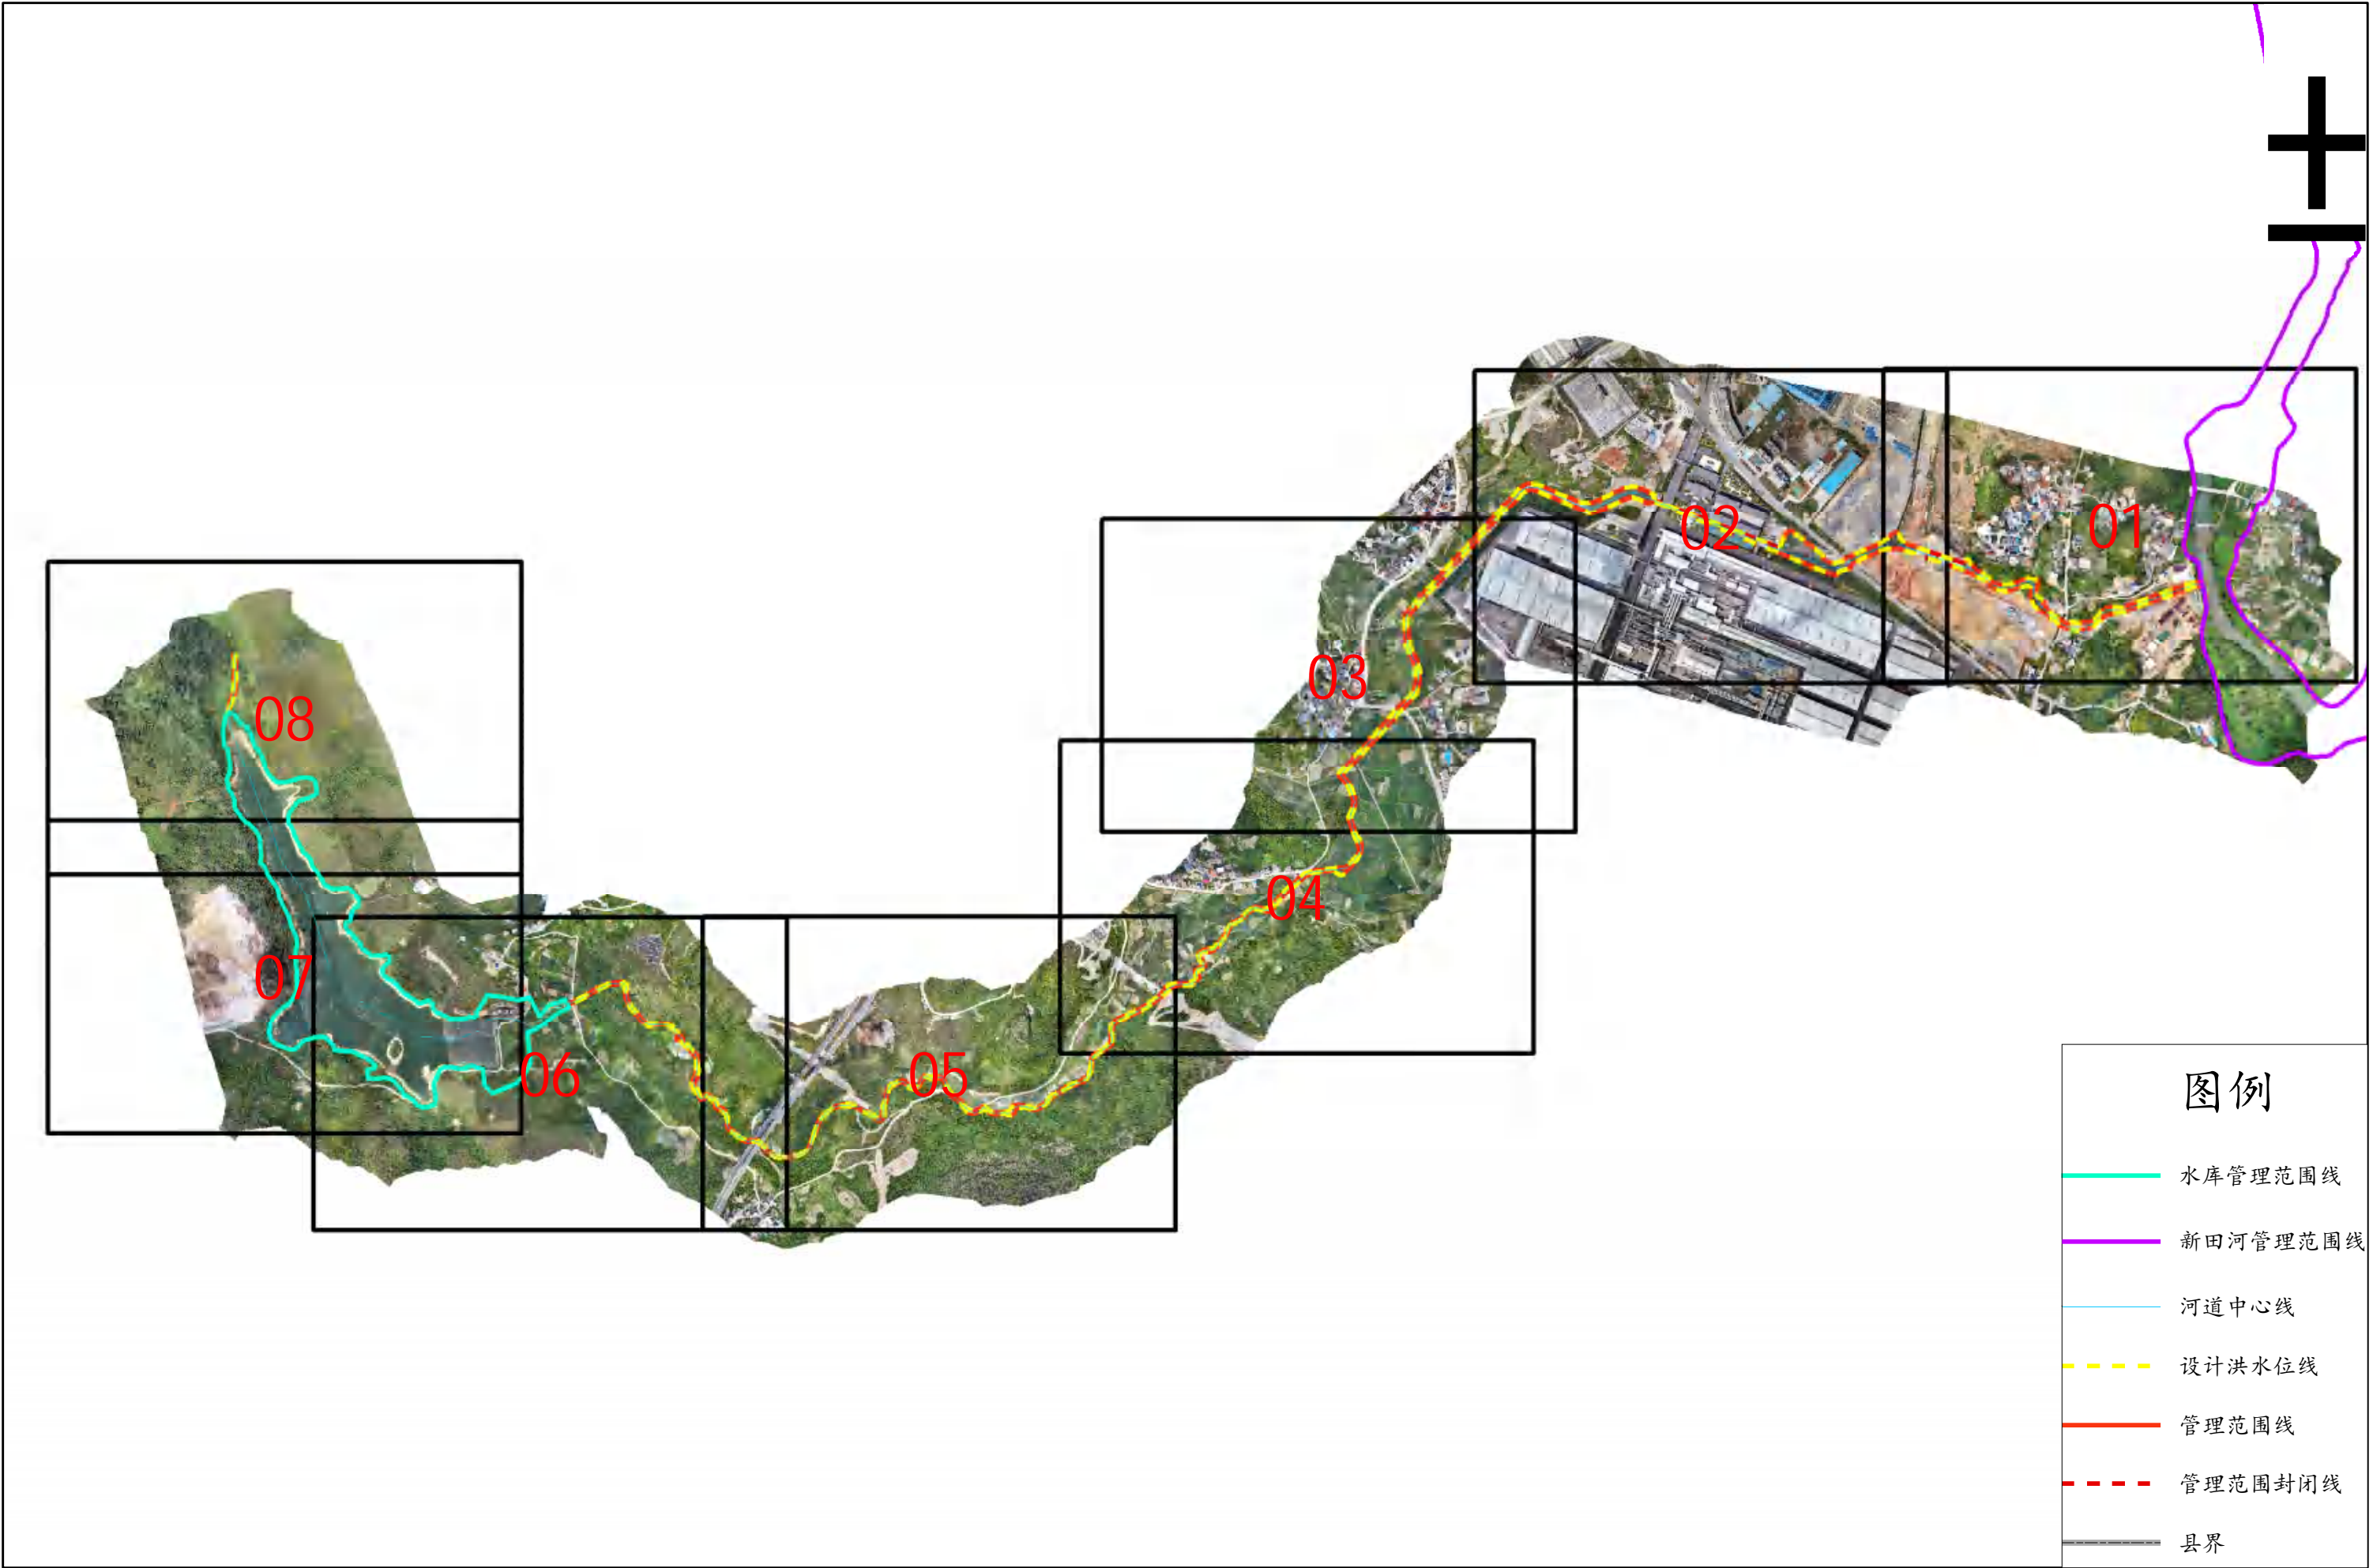 02
01
03
08
04
07
05
06
图例
水库管理范围线
新田河管理范围线
河道中心线
设计洪水位线
管理范围线
管理范围封闭线
县界